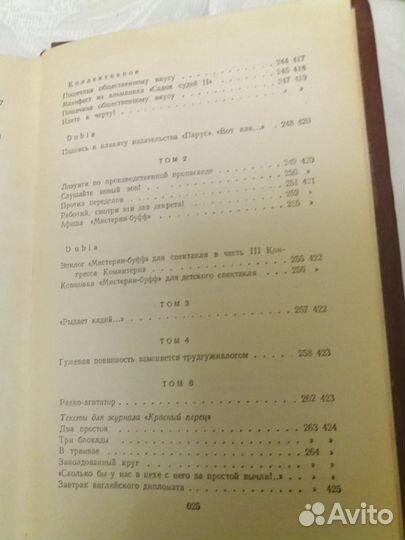 Коллективное
Пощечина общественному вкусу . . . 244 417
Манифест из альманаха «Садок судей II» . . . 245 418
Пощечина общественному вкусу . . . 247 419
Идите к черту! . . . » »
Dubia
Подпись к плакату издательства «Парус». «Вот как...» . . . 248 420
ТОМ 2
Лозунги по производственной пропаганде . . . 249 420
Слушайте новый зов! . . . 250 »
Против переделов . . . 251 421
Рабочий, смотри эти два декрета! . . . 252 »
Афиша «Мистерии-буфф» . . . 255 »
Dubia
Эпилог «Мистерии-буфф» для спектакля в честь III Кон-
гресса Коминтерна . . . 255 422
Концовка «Мистерии-буфф» для детского спектакля . . . 256 »
ТОМ 3
«Рыдает кадий...» . . . 257 422
ТОМ 4
Гужевая повинность заменяется трудгужналогом . . . 258 423
ТОМ 6
Радио-агитатор . . . 262 423
Тексты для журнала «Красный перец»
Два простоя . . . 263 424
Три блокады . . . » »
В трамвае . . . 264 »
Заколдованный круг . . . » »
«Сколько бы у нас в цехе с него за простой вычли!..» » »
Завтрак английского дипломата . . . » 425
625
Avito